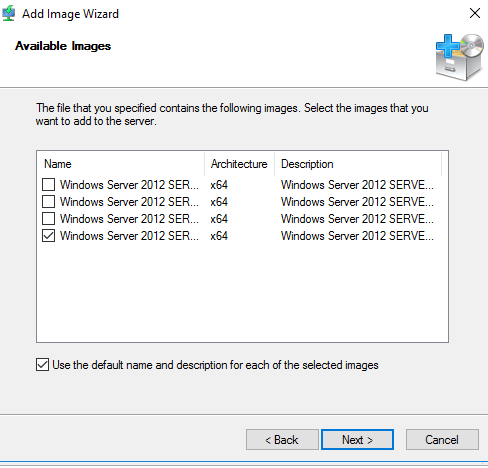 Add Image Wizard
Available Images
The file that you specified contains the following images. Select the images that you
want to add to the server.
Name Architecture Description
Windows Server 2012 SER... x64 Windows Server 2012 SERVE...
Windows Server 2012 SER... x64 Windows Server 2012 SERVE...
Windows Server 2012 SER... x64 Windows Server 2012 SERVE...
Windows Server 2012 SER... x64 Windows Server 2012 SERVE...
Use the default name and description for each of the selected images
< Back Next > Cancel